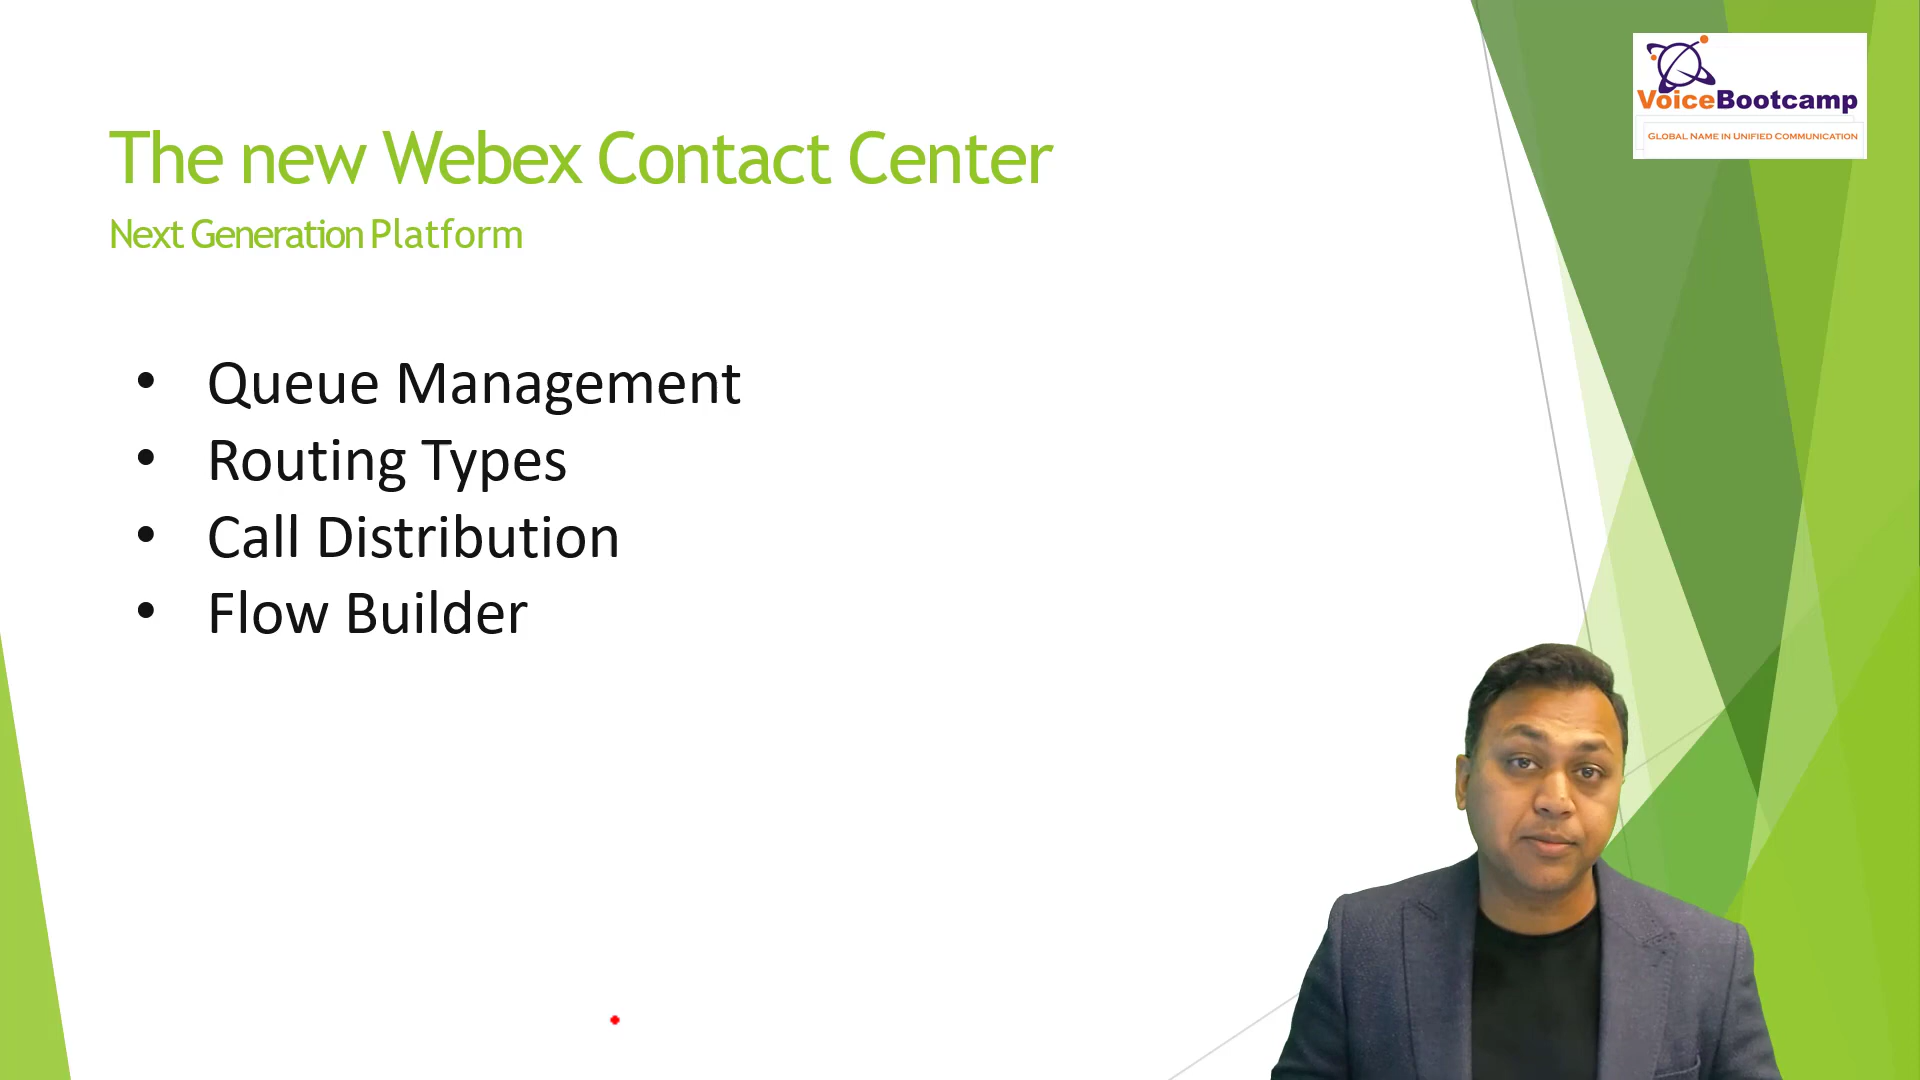 VoiceBootcamp
Global Name in Unified Communication
The new Webex Contact Center
Next Generation Platform
• Queue Management
• Routing Types
• Call Distribution
• Flow Builder